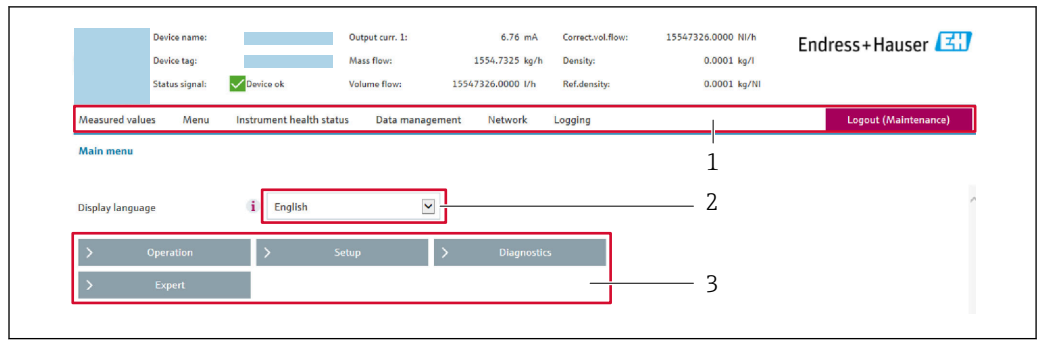 Device name: Output curr. 1: 6.76 mA Correct.vol.flow: 15547326.0000 Nl/h
Endress+Hauser EH
Device tag: Mass flow: 1554.7325 kg/h Density: 0.0001 kg/l
Status signal: Device ok Volume flow: 15547326.0000 l/h Ref.density: 0.0001 kg/Nl
Measured values Menu Instrument health status Data management Network Logging Logout (Maintenance)
1
Main menu
Display language i English 2
Operation Setup Diagnostics
Expert 3